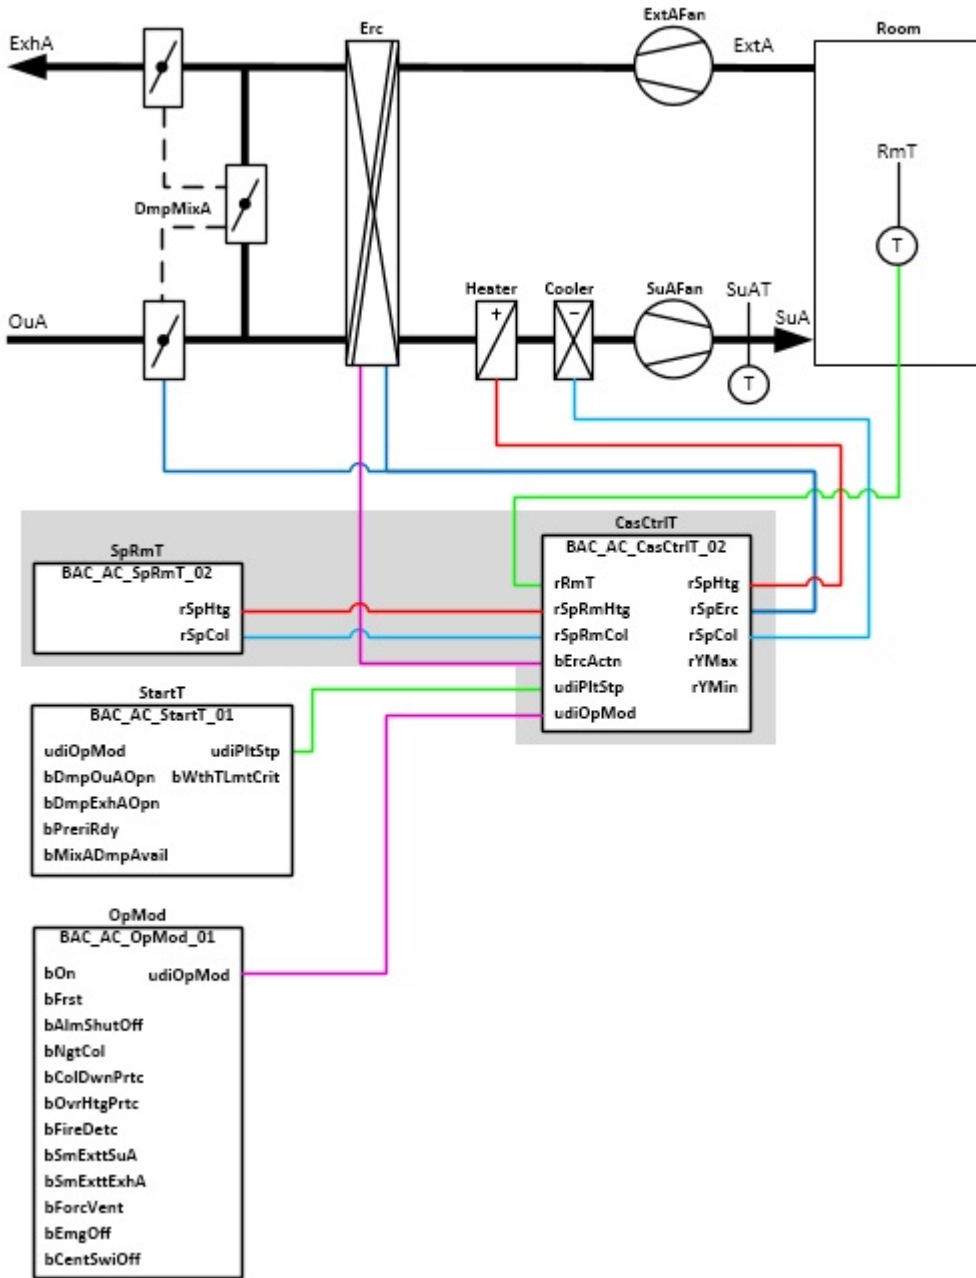 ExhA
Erc
ExtAFan
ExtA
Room
RmT
T
DmpMixA
OuA
Heater
+
Cooler
−
SuAFan
SuAT
SuA
T
CasCtrlT
BAC_AC_CasCtrlT_02
rRmT rSpHtg
rSpRmHtg rSpErc
rSpRmCol rSpCol
bErcActn rYMax
udiPltStp rYMin
udiOpMod
SpRmT
BAC_AC_SpRmT_02
rSpHtg
rSpCol
StartT
BAC_AC_StartT_01
udiOpMod udiPltStp
bDmpOuAOpn bWthTLmtCrit
bDmpExhAOpn
bPreriRdy
bMixADmpAvail
OpMod
BAC_AC_OpMod_01
bOn udiOpMod
bFrst
bAlmShutOff
bNgtCol
bColDwnPrtc
bOvrHtgPrtc
bFireDetc
bSmExttSuA
bSmExttExhA
bForcVent
bEmgOff
bCentSwiOff